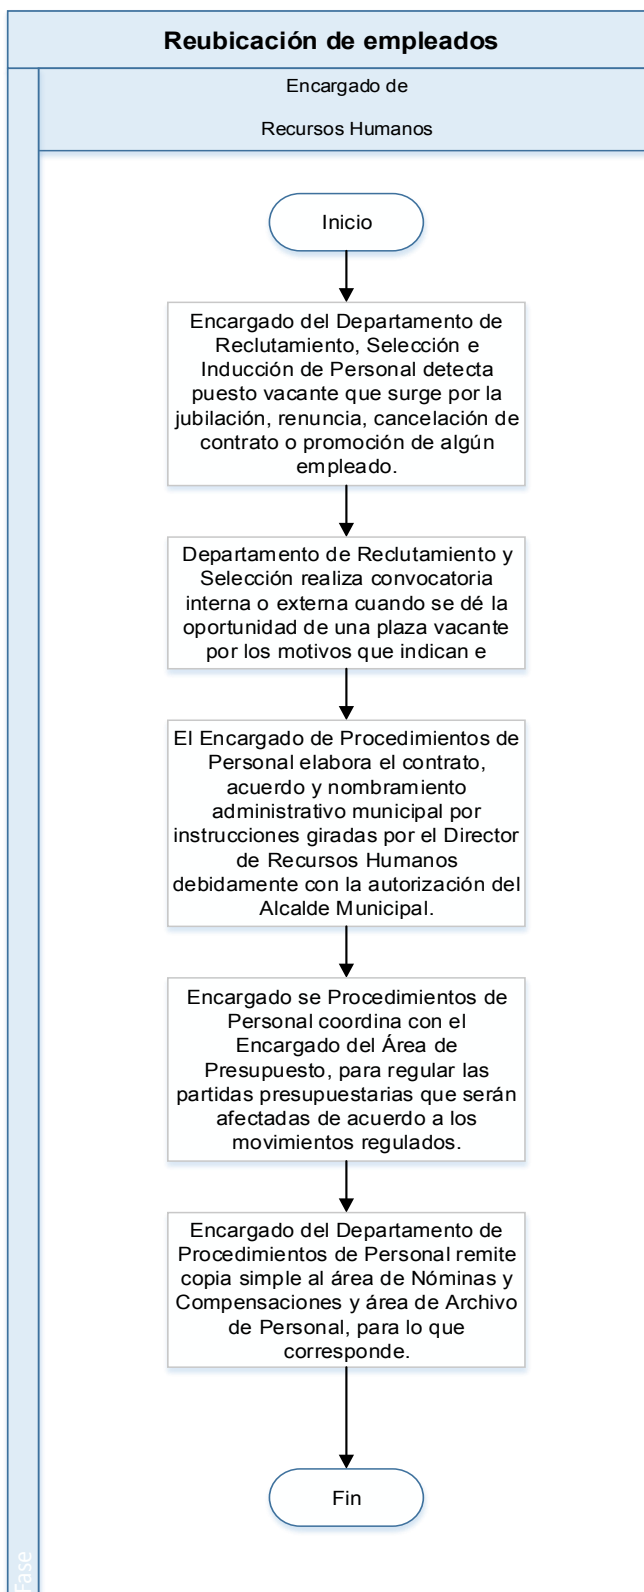 Reubicación de empleados
Encargado de
Recursos Humanos
Inicio
Encargado del Departamento de
Reclutamiento, Selección e
Inducción de Personal detecta
puesto vacante que surge por la
jubilación, renuncia, cancelación de
contrato o promoción de algún
empleado.
Departamento de Reclutamiento y
Selección realiza convocatoria
interna o externa cuando se dé la
oportunidad de una plaza vacante
por los motivos que indican e
El Encargado de Procedimientos de
Personal elabora el contrato,
acuerdo y nombramiento
administrativo municipal por
instrucciones giradas por el Director
de Recursos Humanos
debidamente con la autorización del
Alcalde Municipal.
Encargado se Procedimientos de
Personal coordina con el
Encargado del Área de
Presupuesto, para regular las
partidas presupuestarias que serán
afectadas de acuerdo a los
movimientos regulados.
Encargado del Departamento de
Procedimientos de Personal remite
copia simple al área de Nóminas y
Compensaciones y área de Archivo
de Personal, para lo que
corresponde.
Fin
Fase